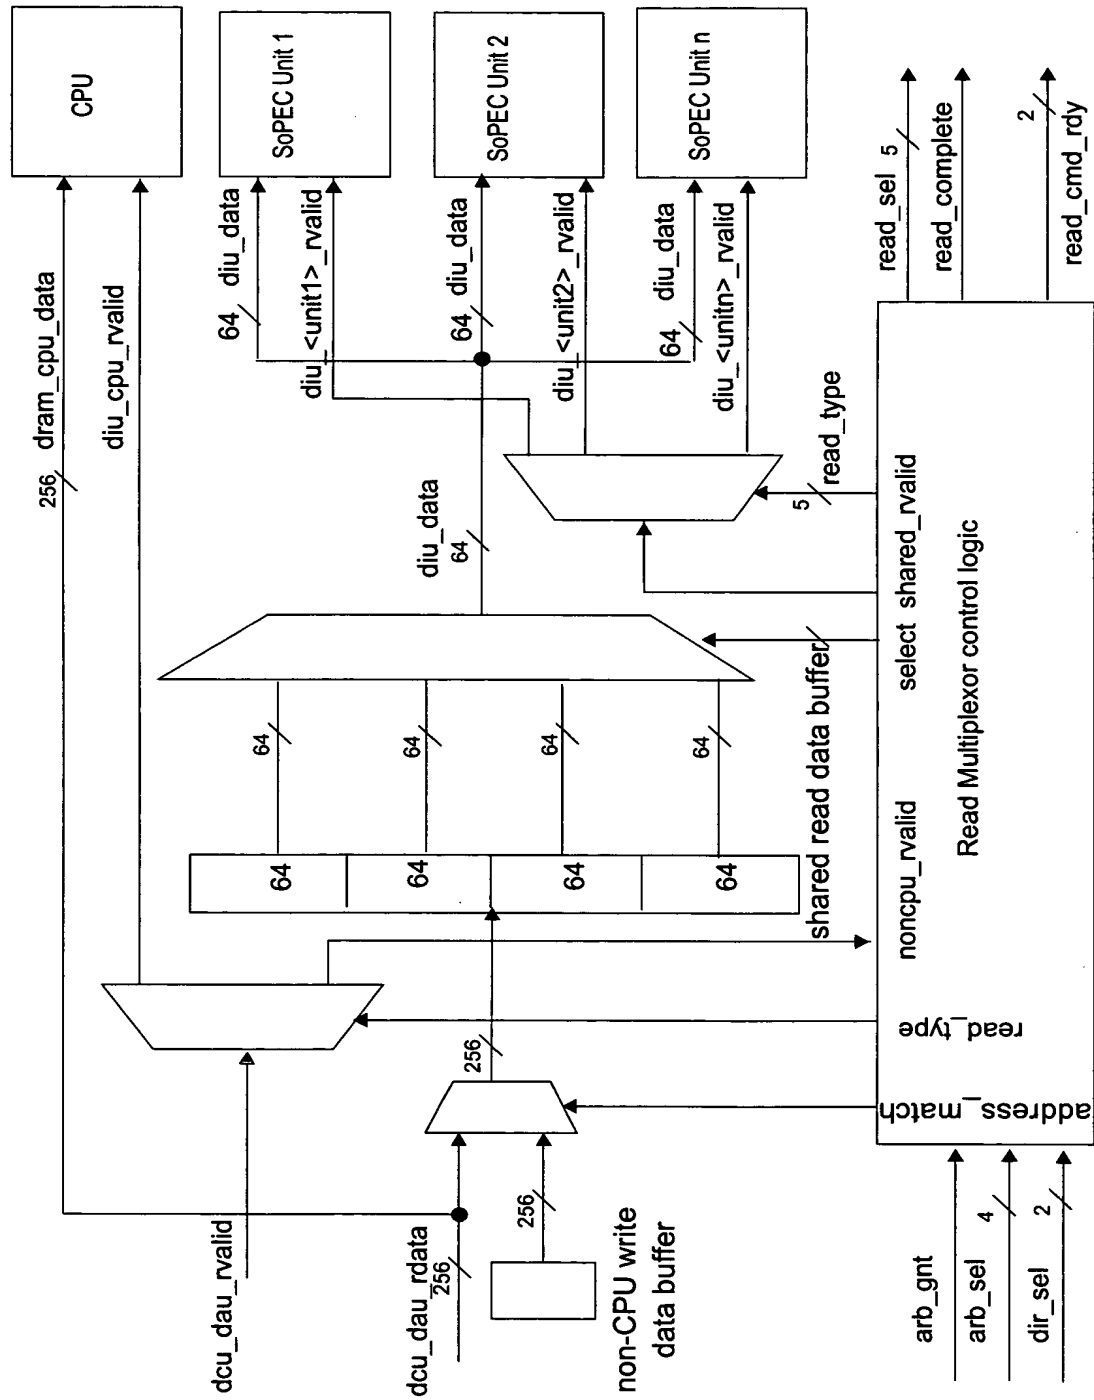 CPU
SoPEC Unit 1
SoPEC Unit 2
SoPEC Unit n
256 dram_cpu_data
diu_cpu_rvalid
64 diu_data
diu_<unit1>_rvalid
64 diu_data
diu_<unit2>_rvalid
64 diu_data
diu_<unitn>_rvalid
diu_data
64
5
read_type
64
64
64
64
64
64
64
64
shared read data buffer
256
dcu_dau_rvalid
dcu_dau_rdata
256
256
non-CPU write
data buffer
address_match
read_type
noncpu_rvalid
select
shared_rvalid
Read Multiplexor control logic
arb_gnt
arb_sel
4
dir_sel
2
read_sel
5
read_complete
2
read_cmd_rdy